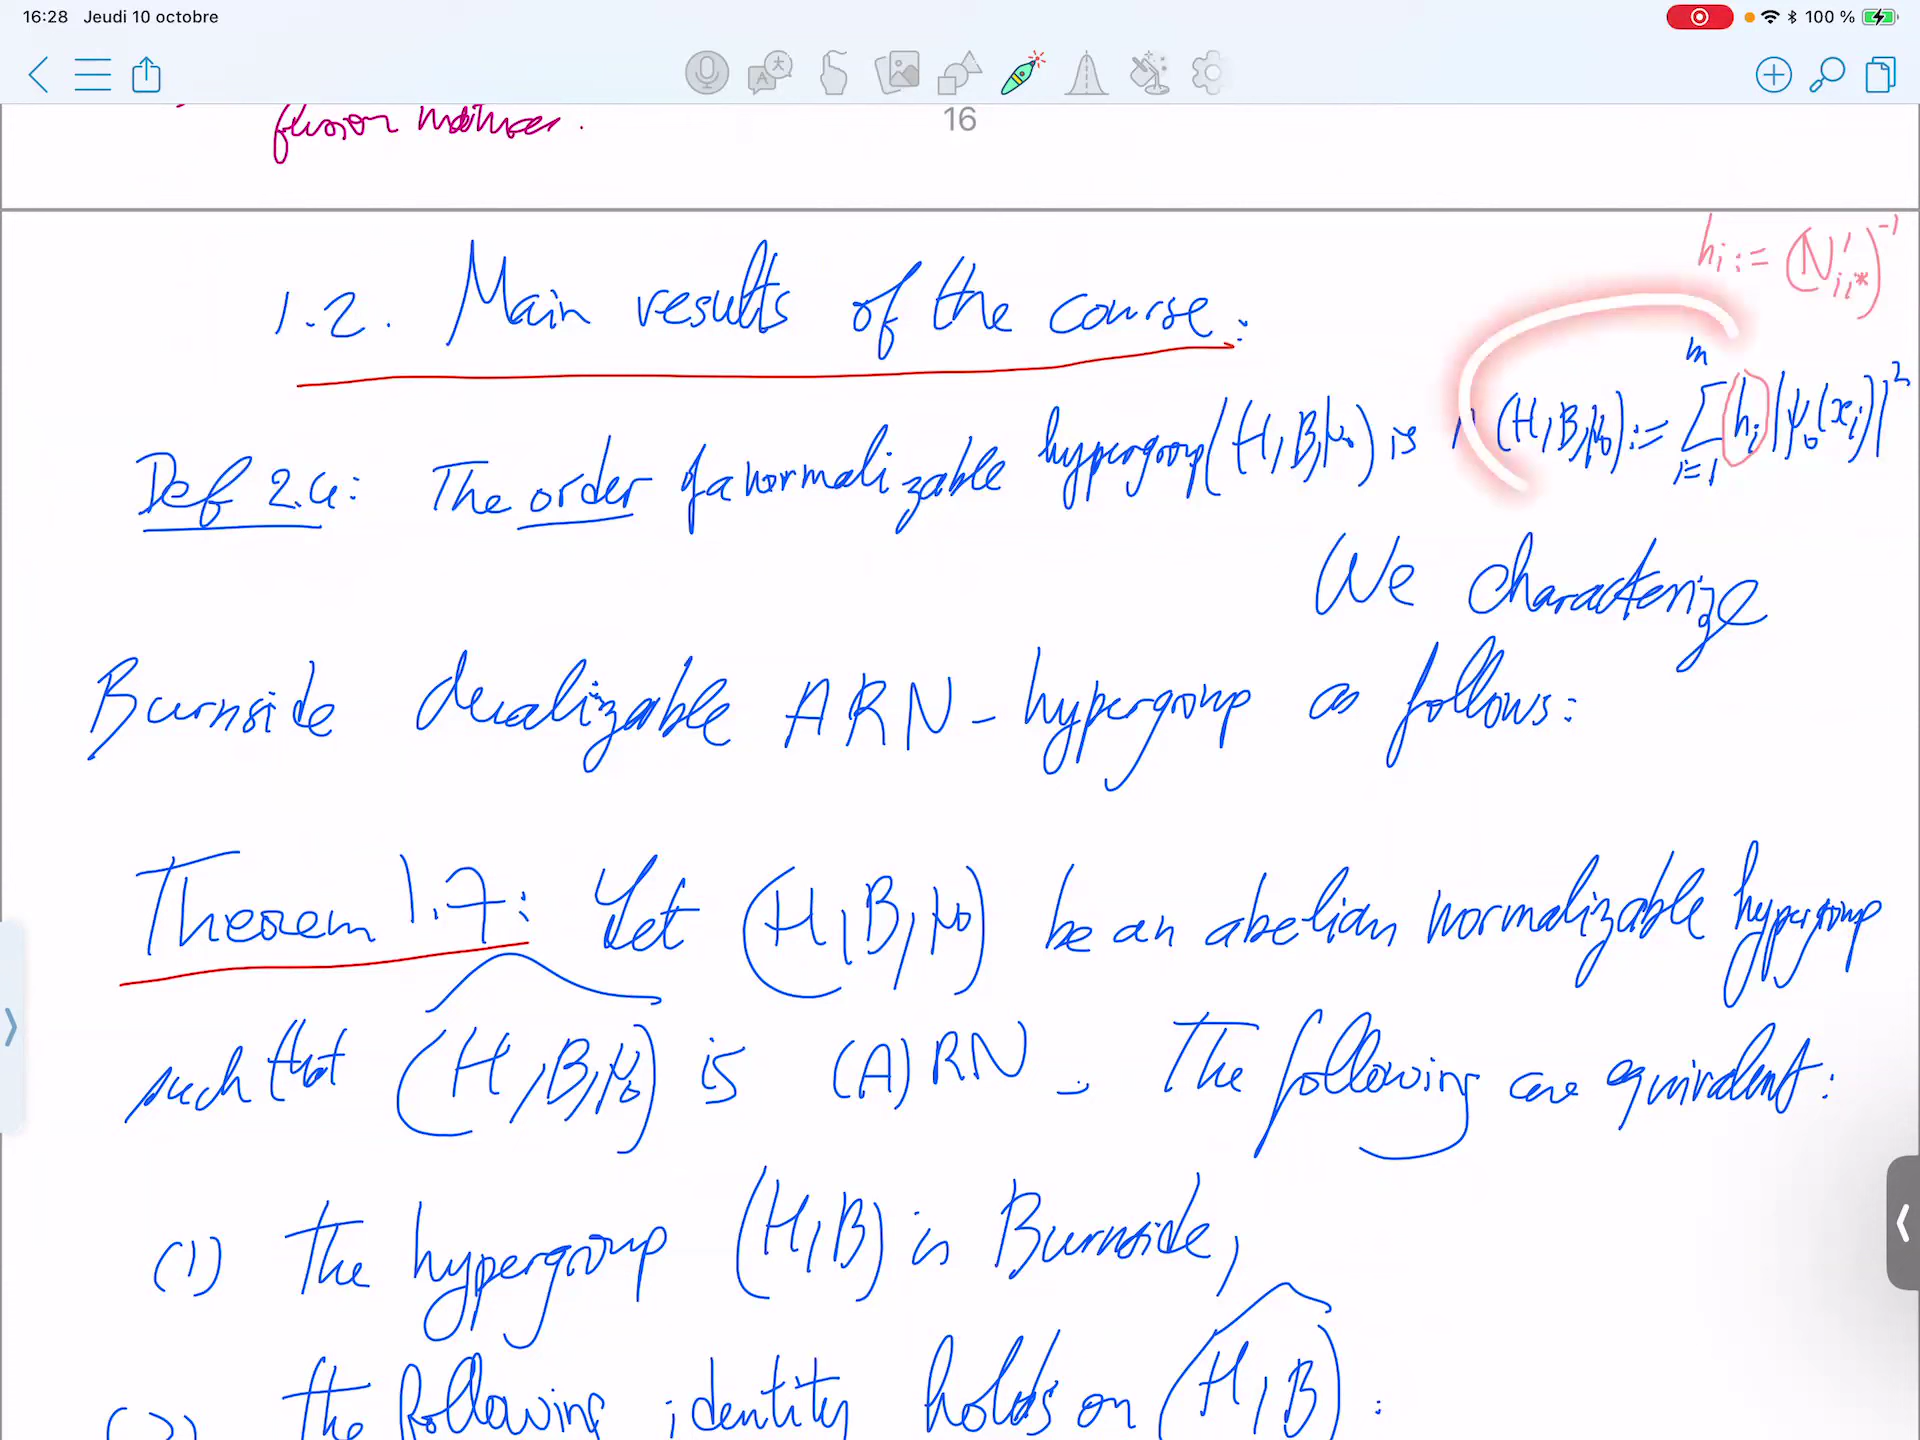 16:28 Jeudi 10 octobre
100 %
fusion
16
hᵢ := (N¹ᵢᵢ*)⁻¹
1.2. Main results of the course:
Def 2.4: The order of a normalizable hypergroup (H,B,μ₀) is (H,B,μ₀) := Σᵢ₌₁ᵐ hᵢ |μ₀(xᵢ)|²
We characterize
Burnside dualizable ARN-hypergroup as follows:
Theorem 1.7: Let (H,B,μ₀) be an abelian normalizable hypergroup
such that (H,B,μ₀)^ is (A)RN. The following are equivalent:
(1) the hypergroup (H,B) is Burnside,
(2) the following identity holds on (H,B)^: